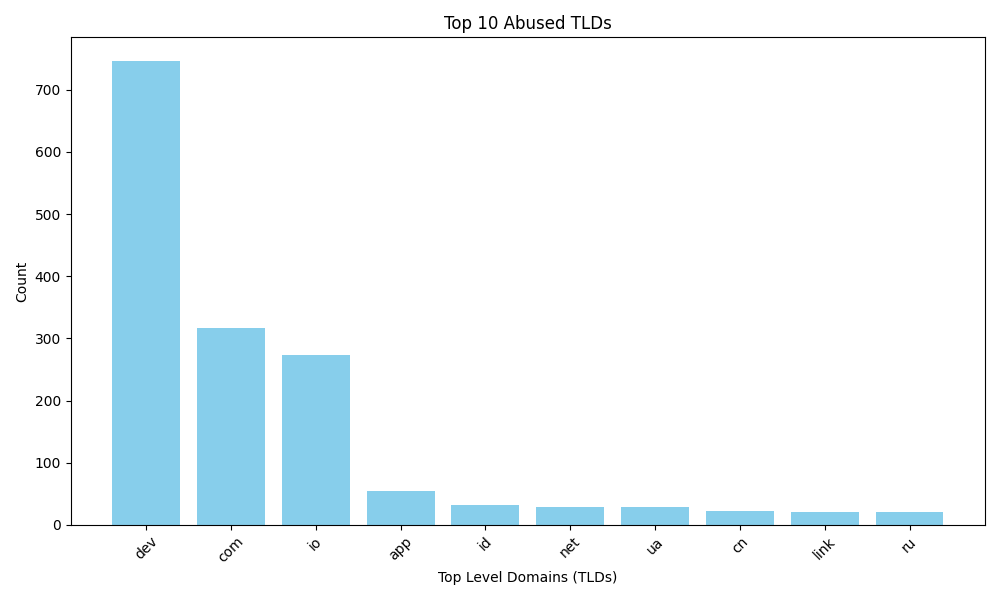 Top 10 Abused TLDs
Count
700
600
500
400
300
200
100
0
dev com io app id net ua cn link ru
Top Level Domains (TLDs)